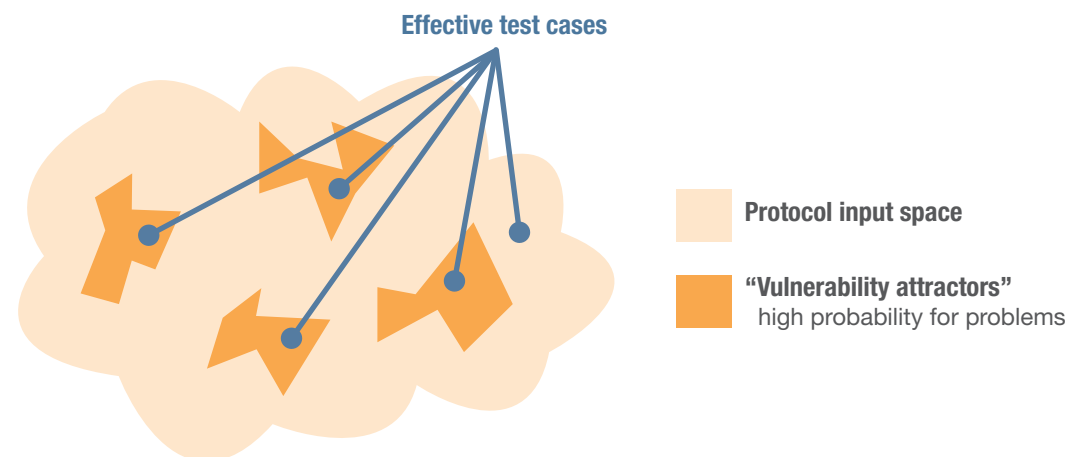 Effective test cases
Protocol input space
“Vulnerability attractors”
high probability for problems